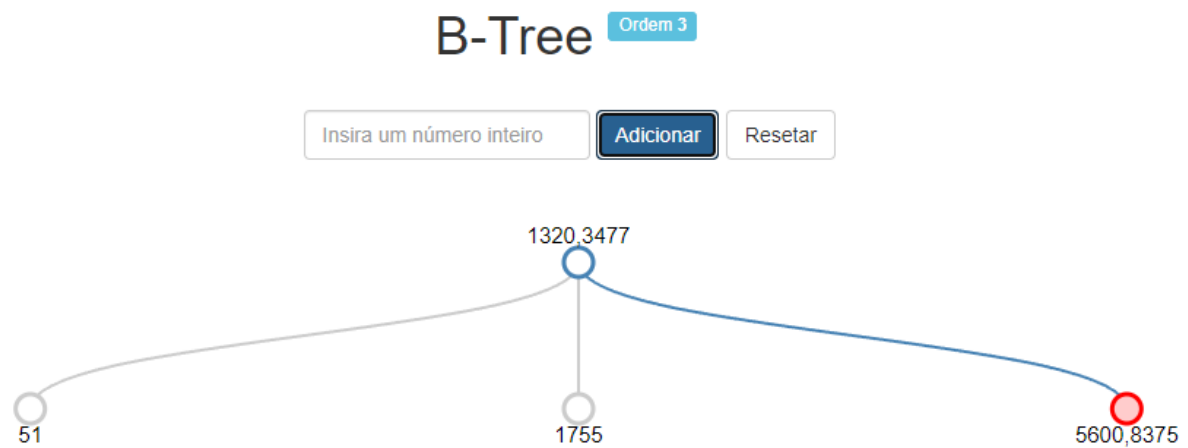 B-Tree Ordem 3
Insira um número inteiro Adicionar Resetar
1320,3477
51 1755 5600,8375